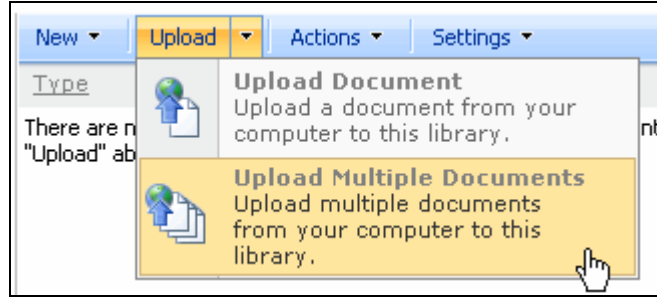 New Upload Actions Settings
Type
Upload Document
Upload a document from your
computer to this library.
There are
"Upload"
Upload Multiple Documents
Upload multiple documents
from your computer to this
library.